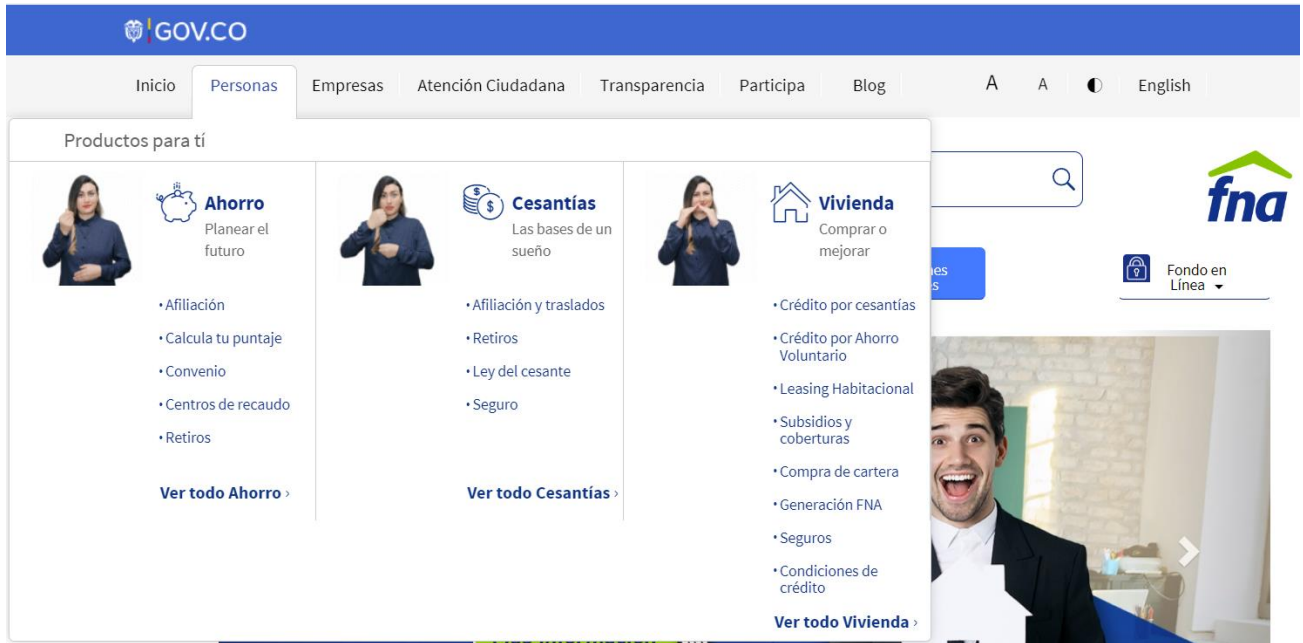 GOV.CO
Inicio Personas Empresas Atención Ciudadana Transparencia Participa Blog A A English
Productos para tí
Ahorro
Planear el
futuro
• Afiliación
• Calcula tu puntaje
• Convenio
• Centros de recaudo
• Retiros
Ver todo Ahorro ›
Cesantías
Las bases de un
sueño
• Afiliación y traslados
• Retiros
• Ley del cesante
• Seguro
Ver todo Cesantías ›
Vivienda
Comprar o
mejorar
• Crédito por cesantías
• Crédito por Ahorro
Voluntario
• Leasing Habitacional
• Subsidios y
coberturas
• Compra de cartera
• Generación FNA
• Seguros
• Condiciones de
crédito
Ver todo Vivienda ›
fna
Fondo en
Línea